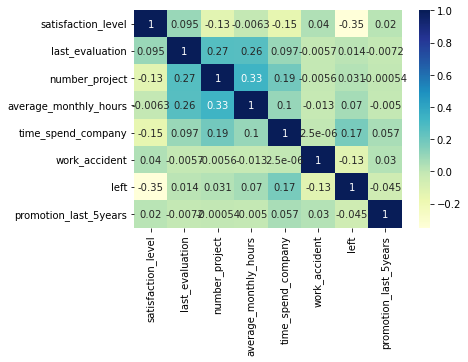 satisfaction_level 1 0.095 -0.13 -0.0063 -0.15 0.04 -0.35 0.02
last_evaluation 0.095 1 0.27 0.26 0.097 -0.0057 0.014 -0.0072
number_project -0.13 0.27 1 0.33 0.19 -0.0056 0.031 -0.00054
average_monthly_hours -0.0063 0.26 0.33 1 0.1 -0.013 0.07 -0.005
time_spend_company -0.15 0.097 0.19 0.1 1 2.5e-06 0.17 0.057
work_accident 0.04 -0.0057 -0.0056 -0.013 2.5e-06 1 -0.13 0.03
left -0.35 0.014 0.031 0.07 0.17 -0.13 1 -0.045
promotion_last_5years 0.02 -0.0072 -0.00054 -0.005 0.057 0.03 -0.045 1
satisfaction_level
last_evaluation
number_project
average_monthly_hours
time_spend_company
work_accident
left
promotion_last_5years
1.0
0.8
0.6
0.4
0.2
0.0
−0.2